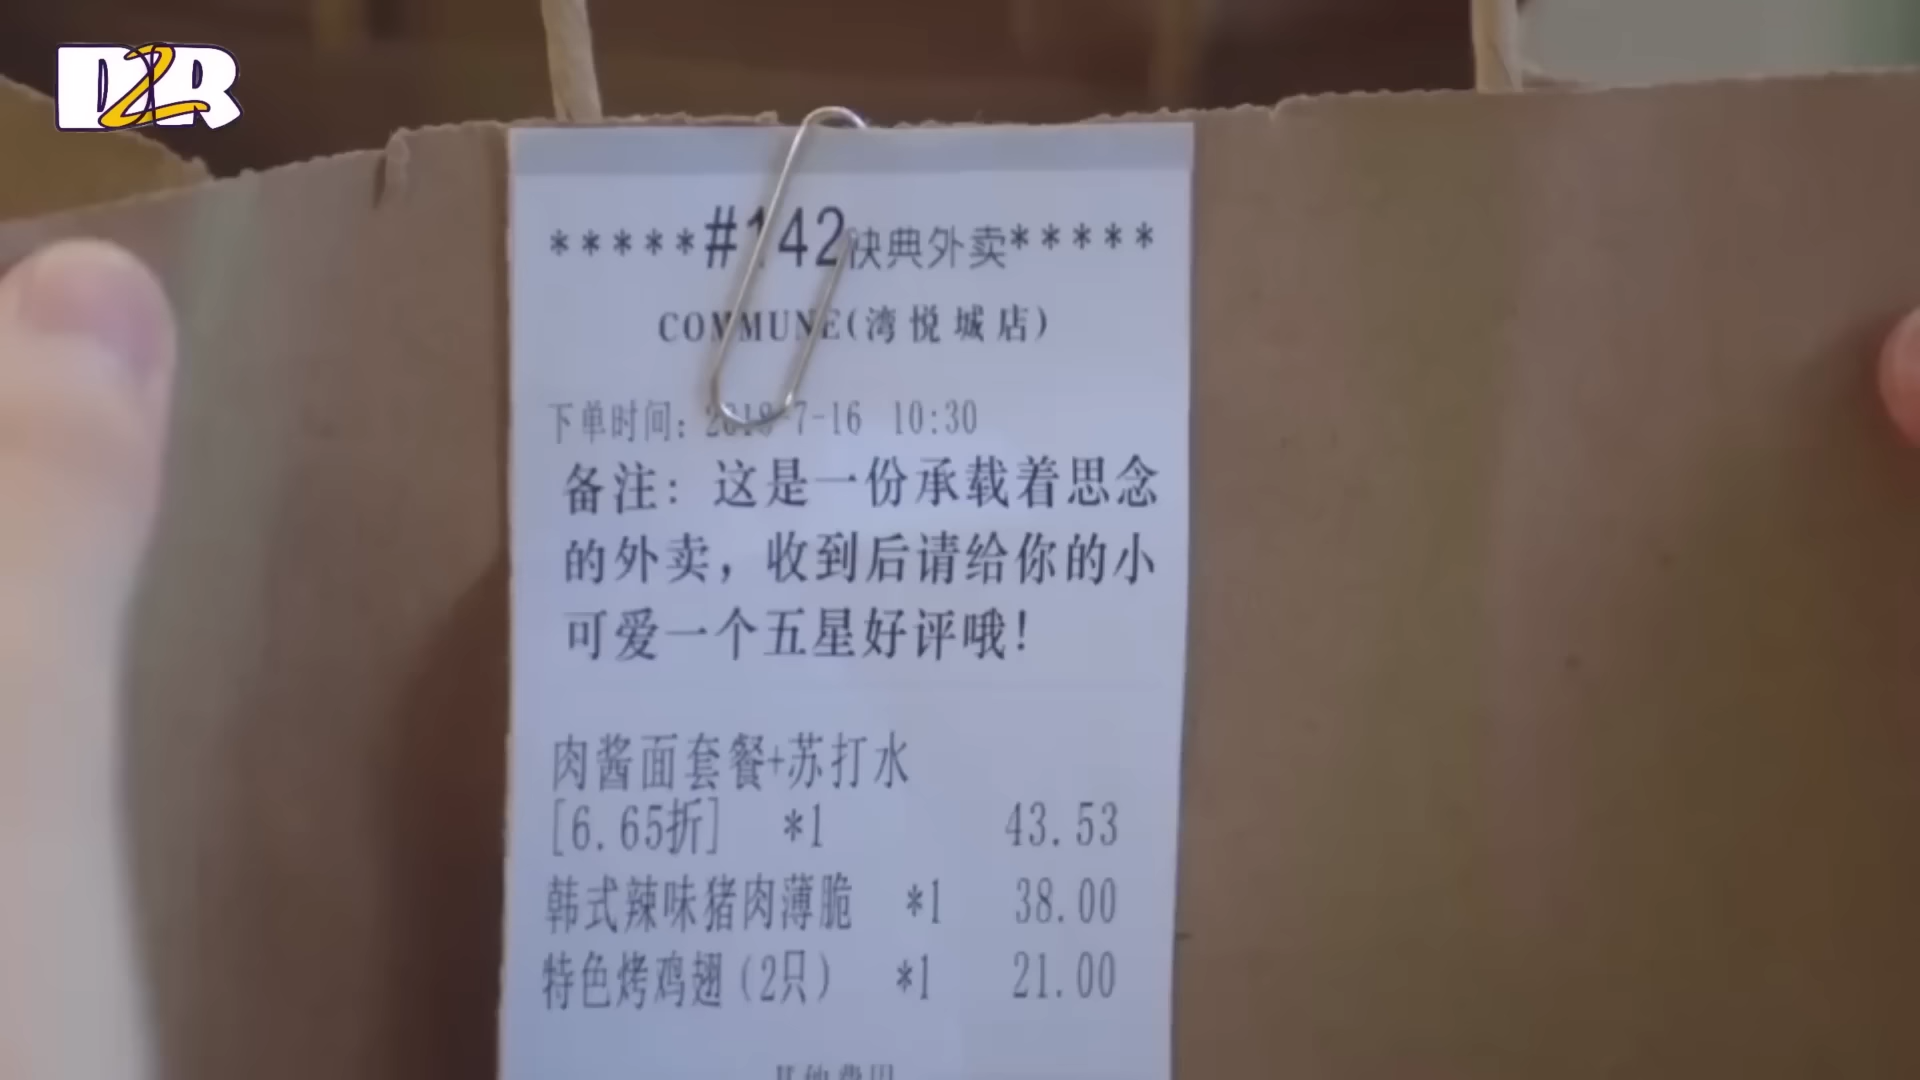 D2R
*****#142快典外卖*****
COMMUNE(湾悦城店)
下单时间: 2018-7-16 10:30
备注: 这是一份承载着思念
的外卖，收到后请给你的小
可爱一个五星好评哦!
肉酱面套餐+苏打水
[6.65折] *1 43.53
韩式辣味猪肉薄脆 *1 38.00
特色烤鸡翅(2只) *1 21.00
其他费用